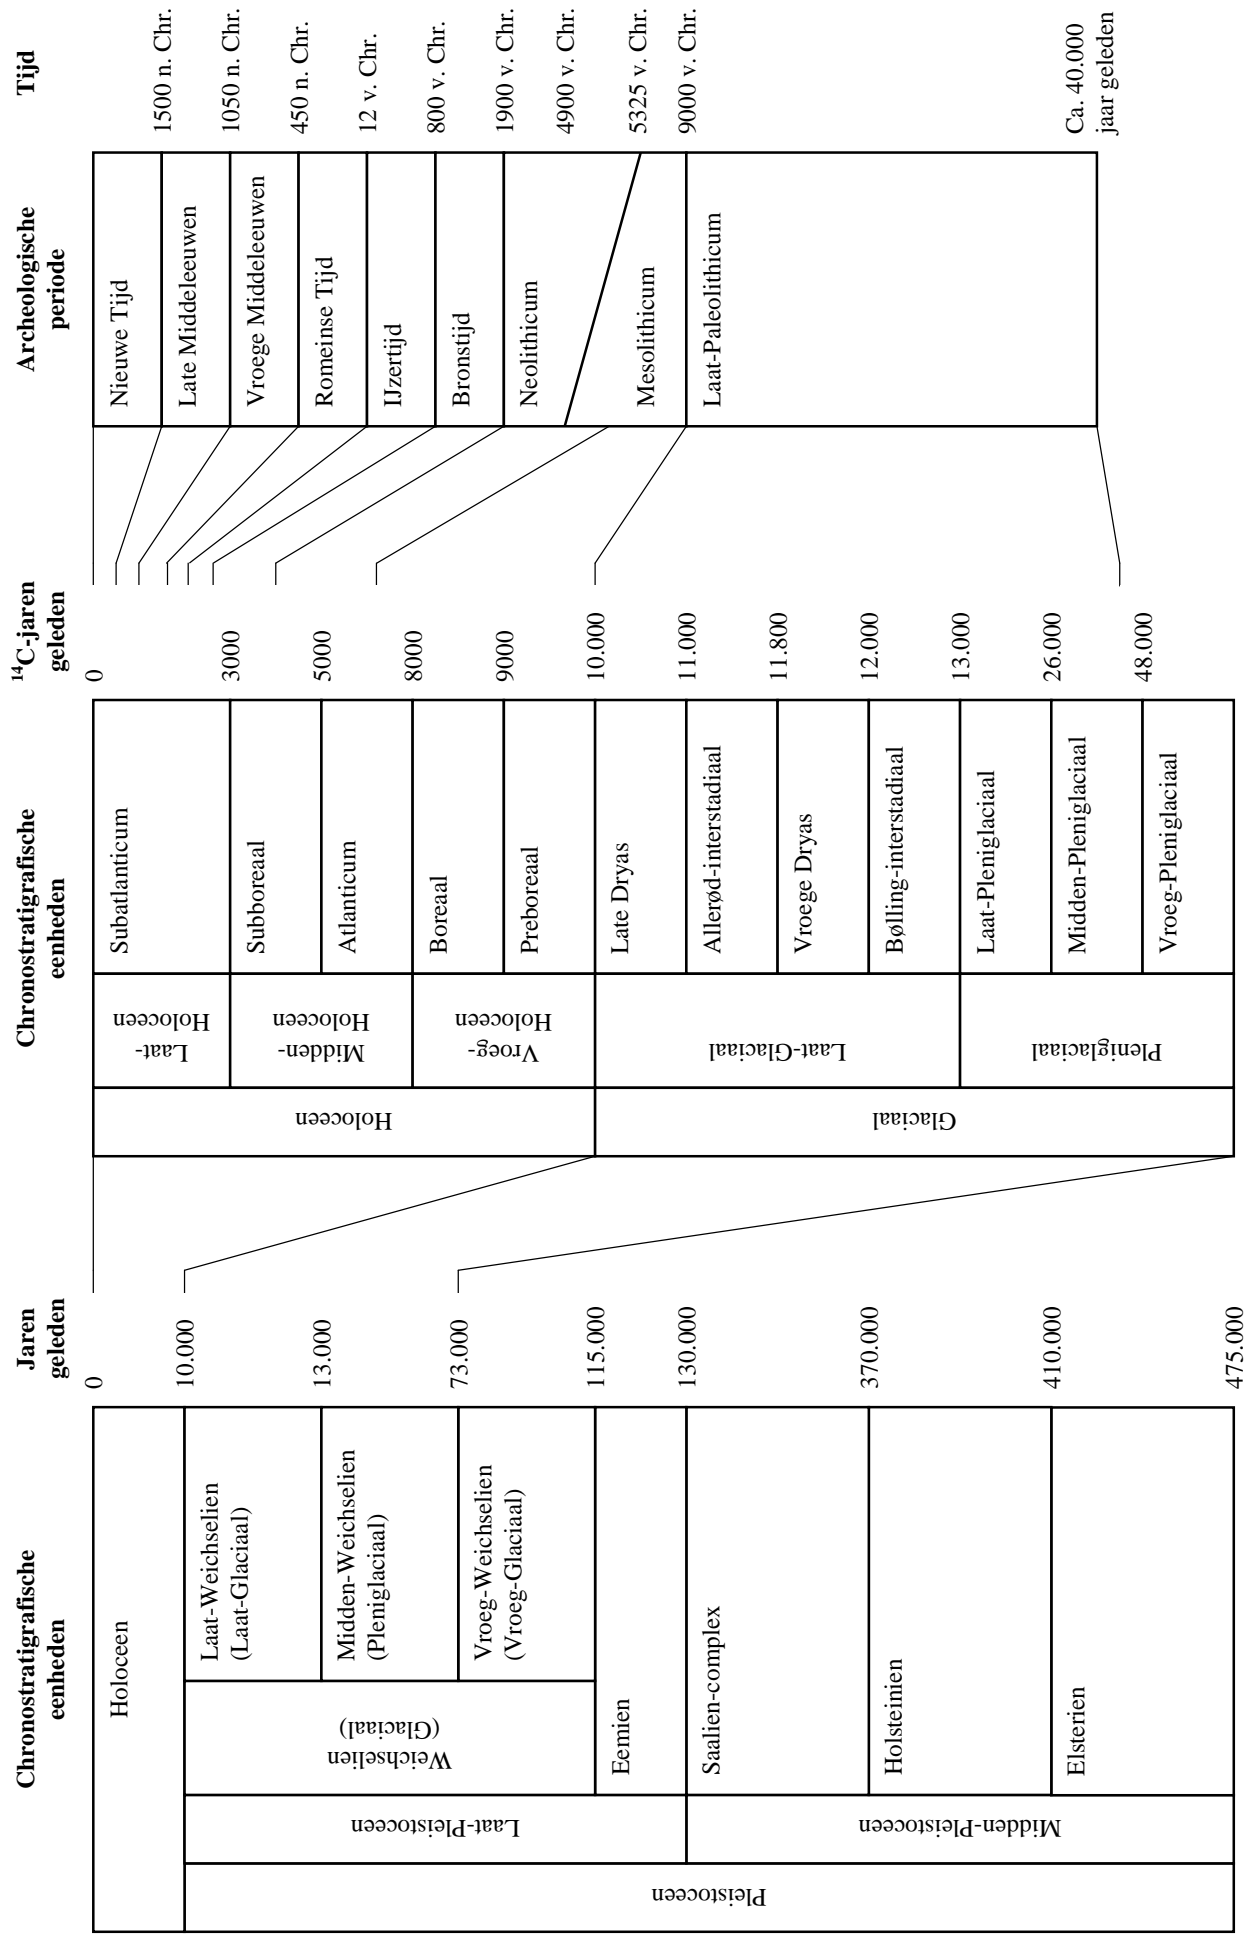 Chronostratigrafische
eenheden
Jaren
geleden
Holoceen
0
10.000
Pleistoceen
Laat-Pleistoceen
Weichselien
(Glaciaal)
Laat-Weichselien
(Laat-Glaciaal)
13.000
Midden-Weichselien
(Pleniglaciaal)
73.000
Vroeg-Weichselien
(Vroeg-Glaciaal)
115.000
Eemien
130.000
Midden-Pleistoceen
Saalien-complex
370.000
Holsteinien
410.000
Elsterien
475.000
Chronostratigrafische
eenheden
¹⁴C-jaren
geleden
0
Holoceen
Laat-
Holoceen
Subatlanticum
3000
Midden-
Holoceen
Subboreaal
5000
Atlanticum
8000
Vroeg-
Holoceen
Boreaal
9000
Preboreaal
10.000
Glaciaal
Laat-Glaciaal
Late Dryas
11.000
Allerød-interstadiaal
11.800
Vroege Dryas
12.000
Bølling-interstadiaal
13.000
Pleniglaciaal
Laat-Pleniglaciaal
26.000
Midden-Pleniglaciaal
48.000
Vroeg-Pleniglaciaal
Archeologische
periode
Tijd
Nieuwe Tijd
1500 n. Chr.
Late Middeleeuwen
1050 n. Chr.
Vroege Middeleeuwen
450 n. Chr.
Romeinse Tijd
12 v. Chr.
IJzertijd
800 v. Chr.
Bronstijd
1900 v. Chr.
Neolithicum
4900 v. Chr.
5325 v. Chr.
Mesolithicum
9000 v. Chr.
Laat-Paleolithicum
Ca. 40.000
jaar geleden